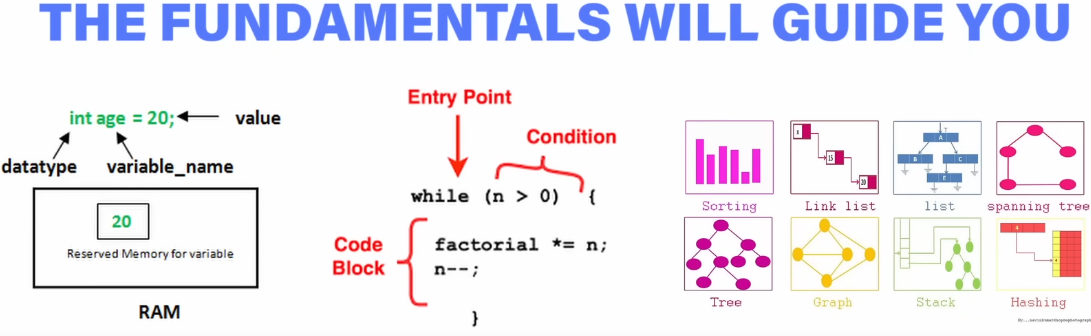 THE FUNDAMENTALS WILL GUIDE YOU
int age = 20;
value
datatype
variable_name
20
Reserved Memory for variable
RAM
Entry Point
Condition
while (n > 0) {
Code
Block
factorial *= n;
n--;
}
Sorting
Link list
list
spanning tree
15
A
B
C
E
Tree
Graph
Stack
Hashing